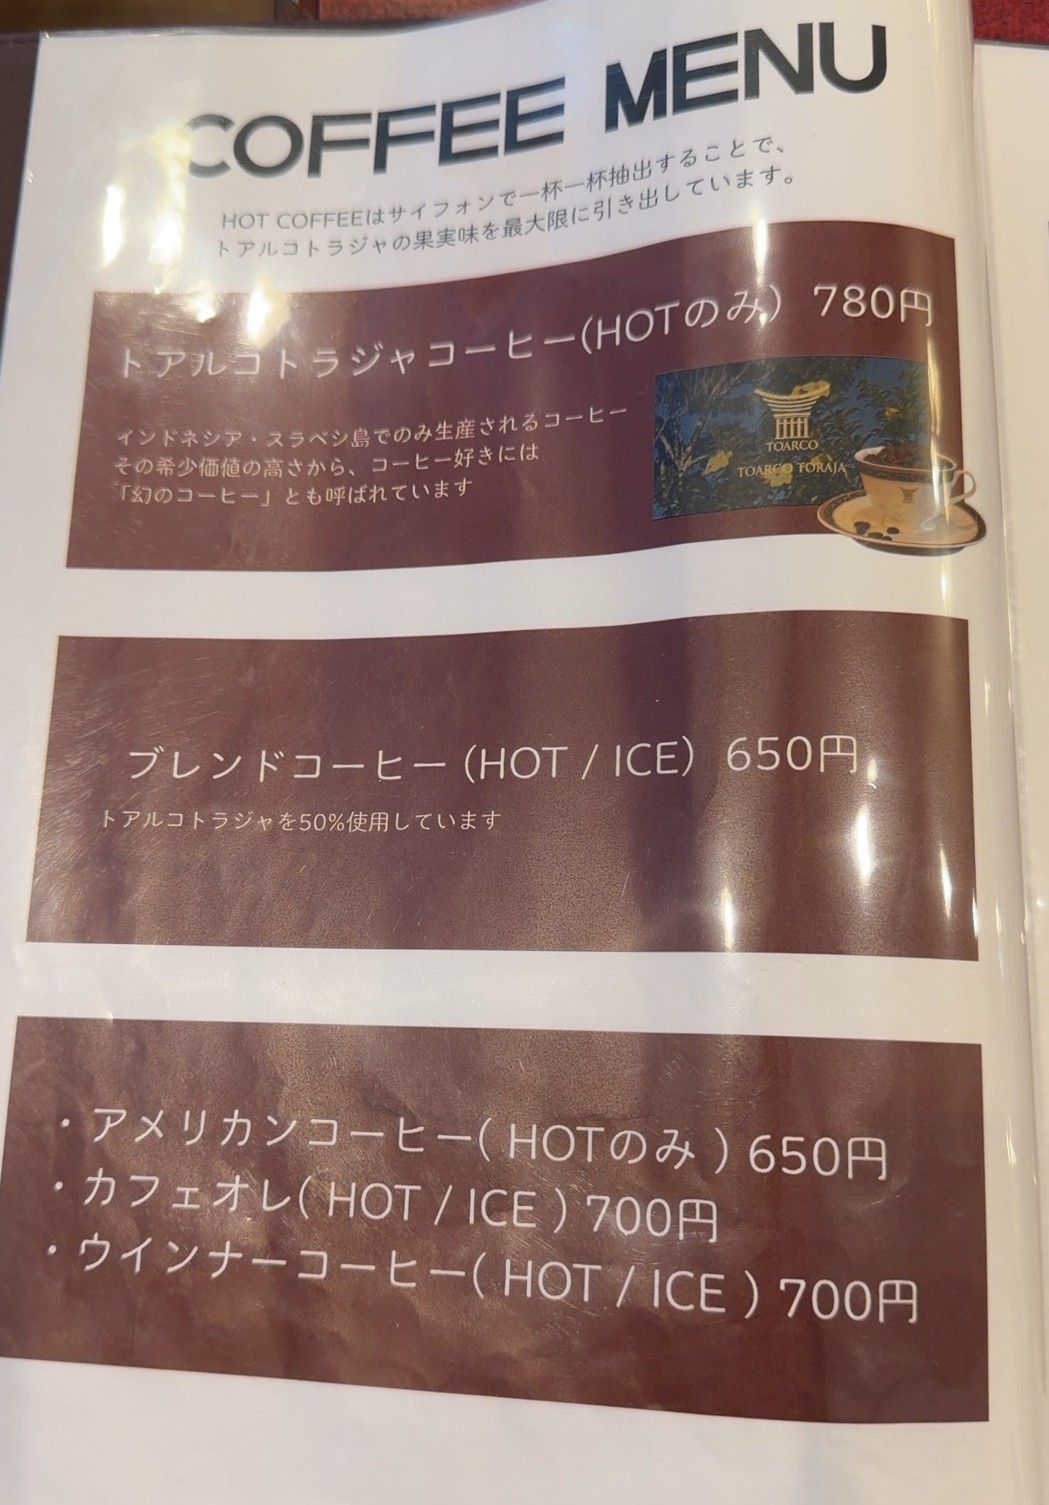 COFFEE MENU
HOT COFFEEはサイフォンで一杯一杯抽出することで、
トアルコトラジャの果実味を最大限に引き出しています。
トアルコトラジャコーヒー(HOTのみ) 780円
インドネシア・スラベシ島でのみ生産されるコーヒー
その希少価値の高さから、コーヒー好きには
「幻のコーヒー」とも呼ばれています
TOARCO
TOARCO TORAJA
ブレンドコーヒー (HOT / ICE) 650円
トアルコトラジャを50%使用しています
・アメリカンコーヒー( HOTのみ ) 650円
・カフェオレ( HOT / ICE ) 700円
・ウインナーコーヒー( HOT / ICE ) 700円